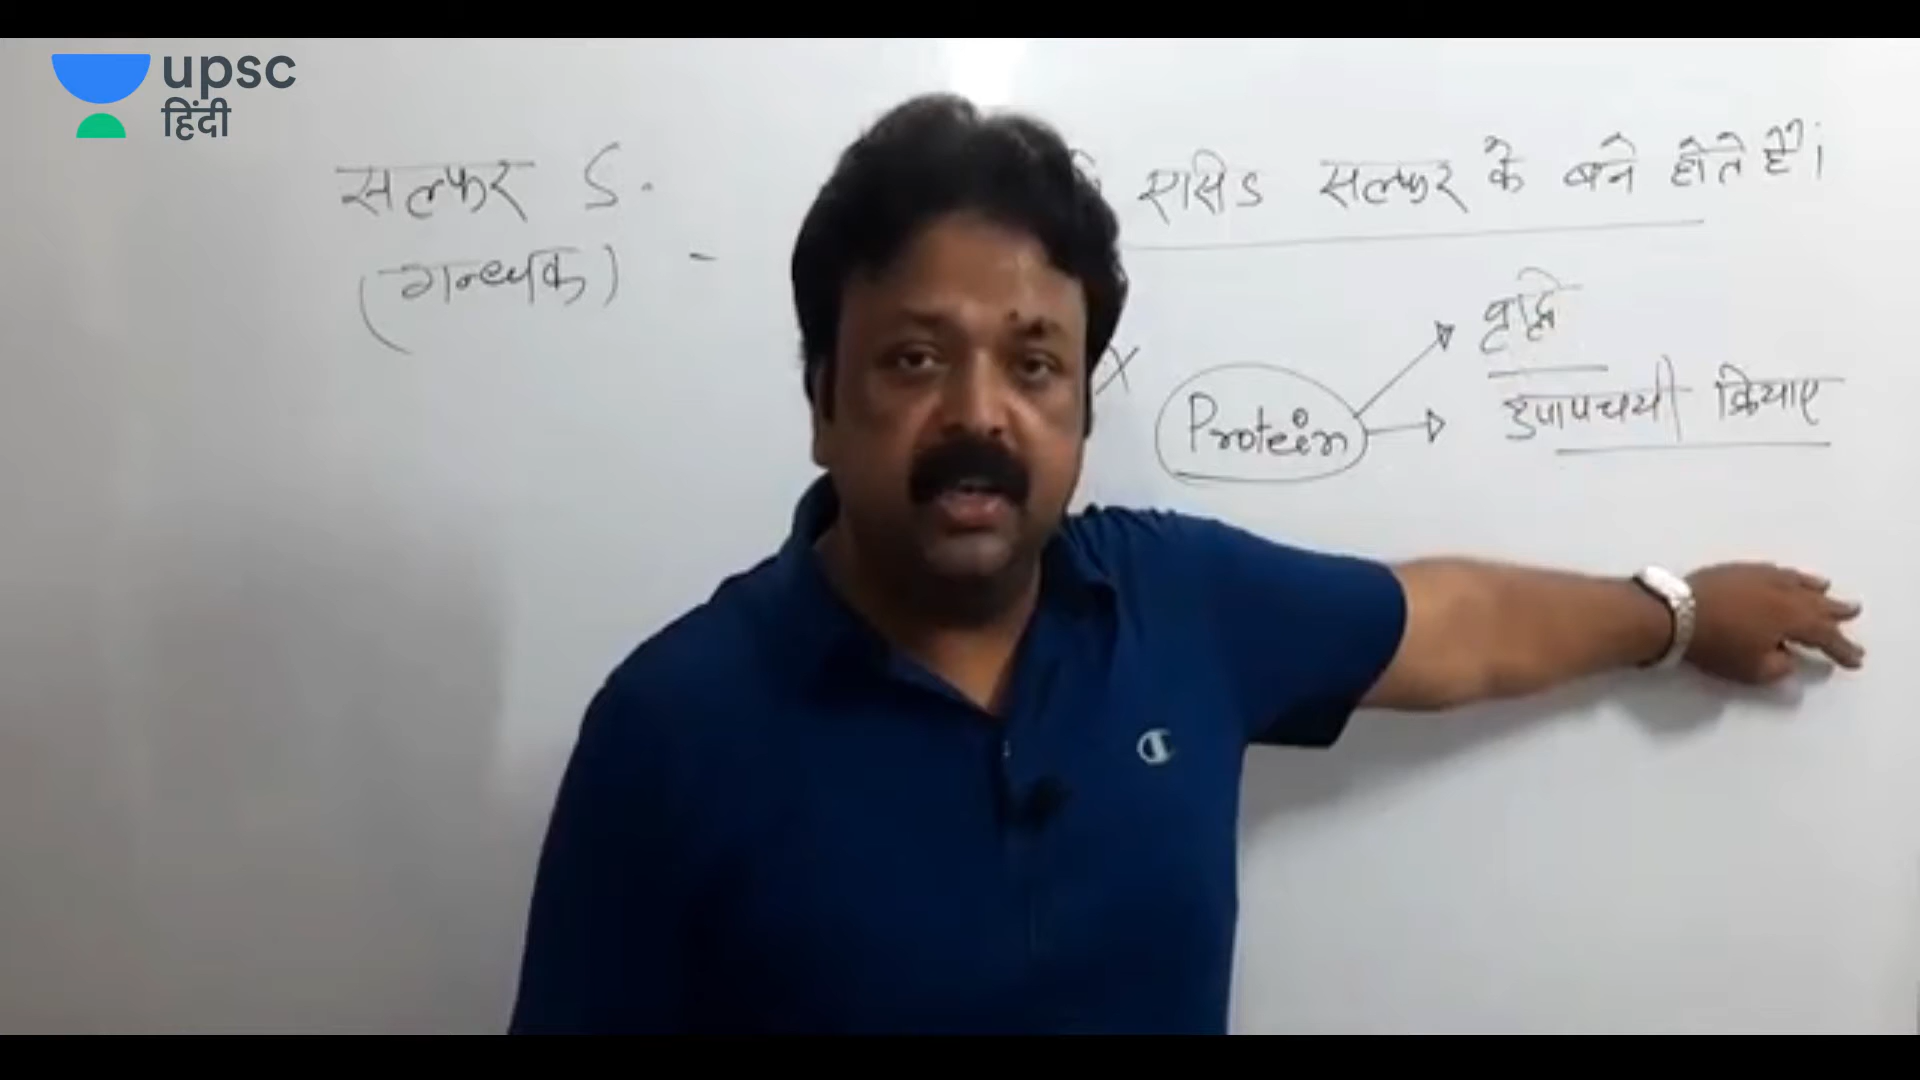 upsc
हिंदी
सल्फर S.
एसिड सल्फर के बने होते हैं।
(गन्धक) -
वृद्धि
X
Protein
उपापचयी क्रियाए